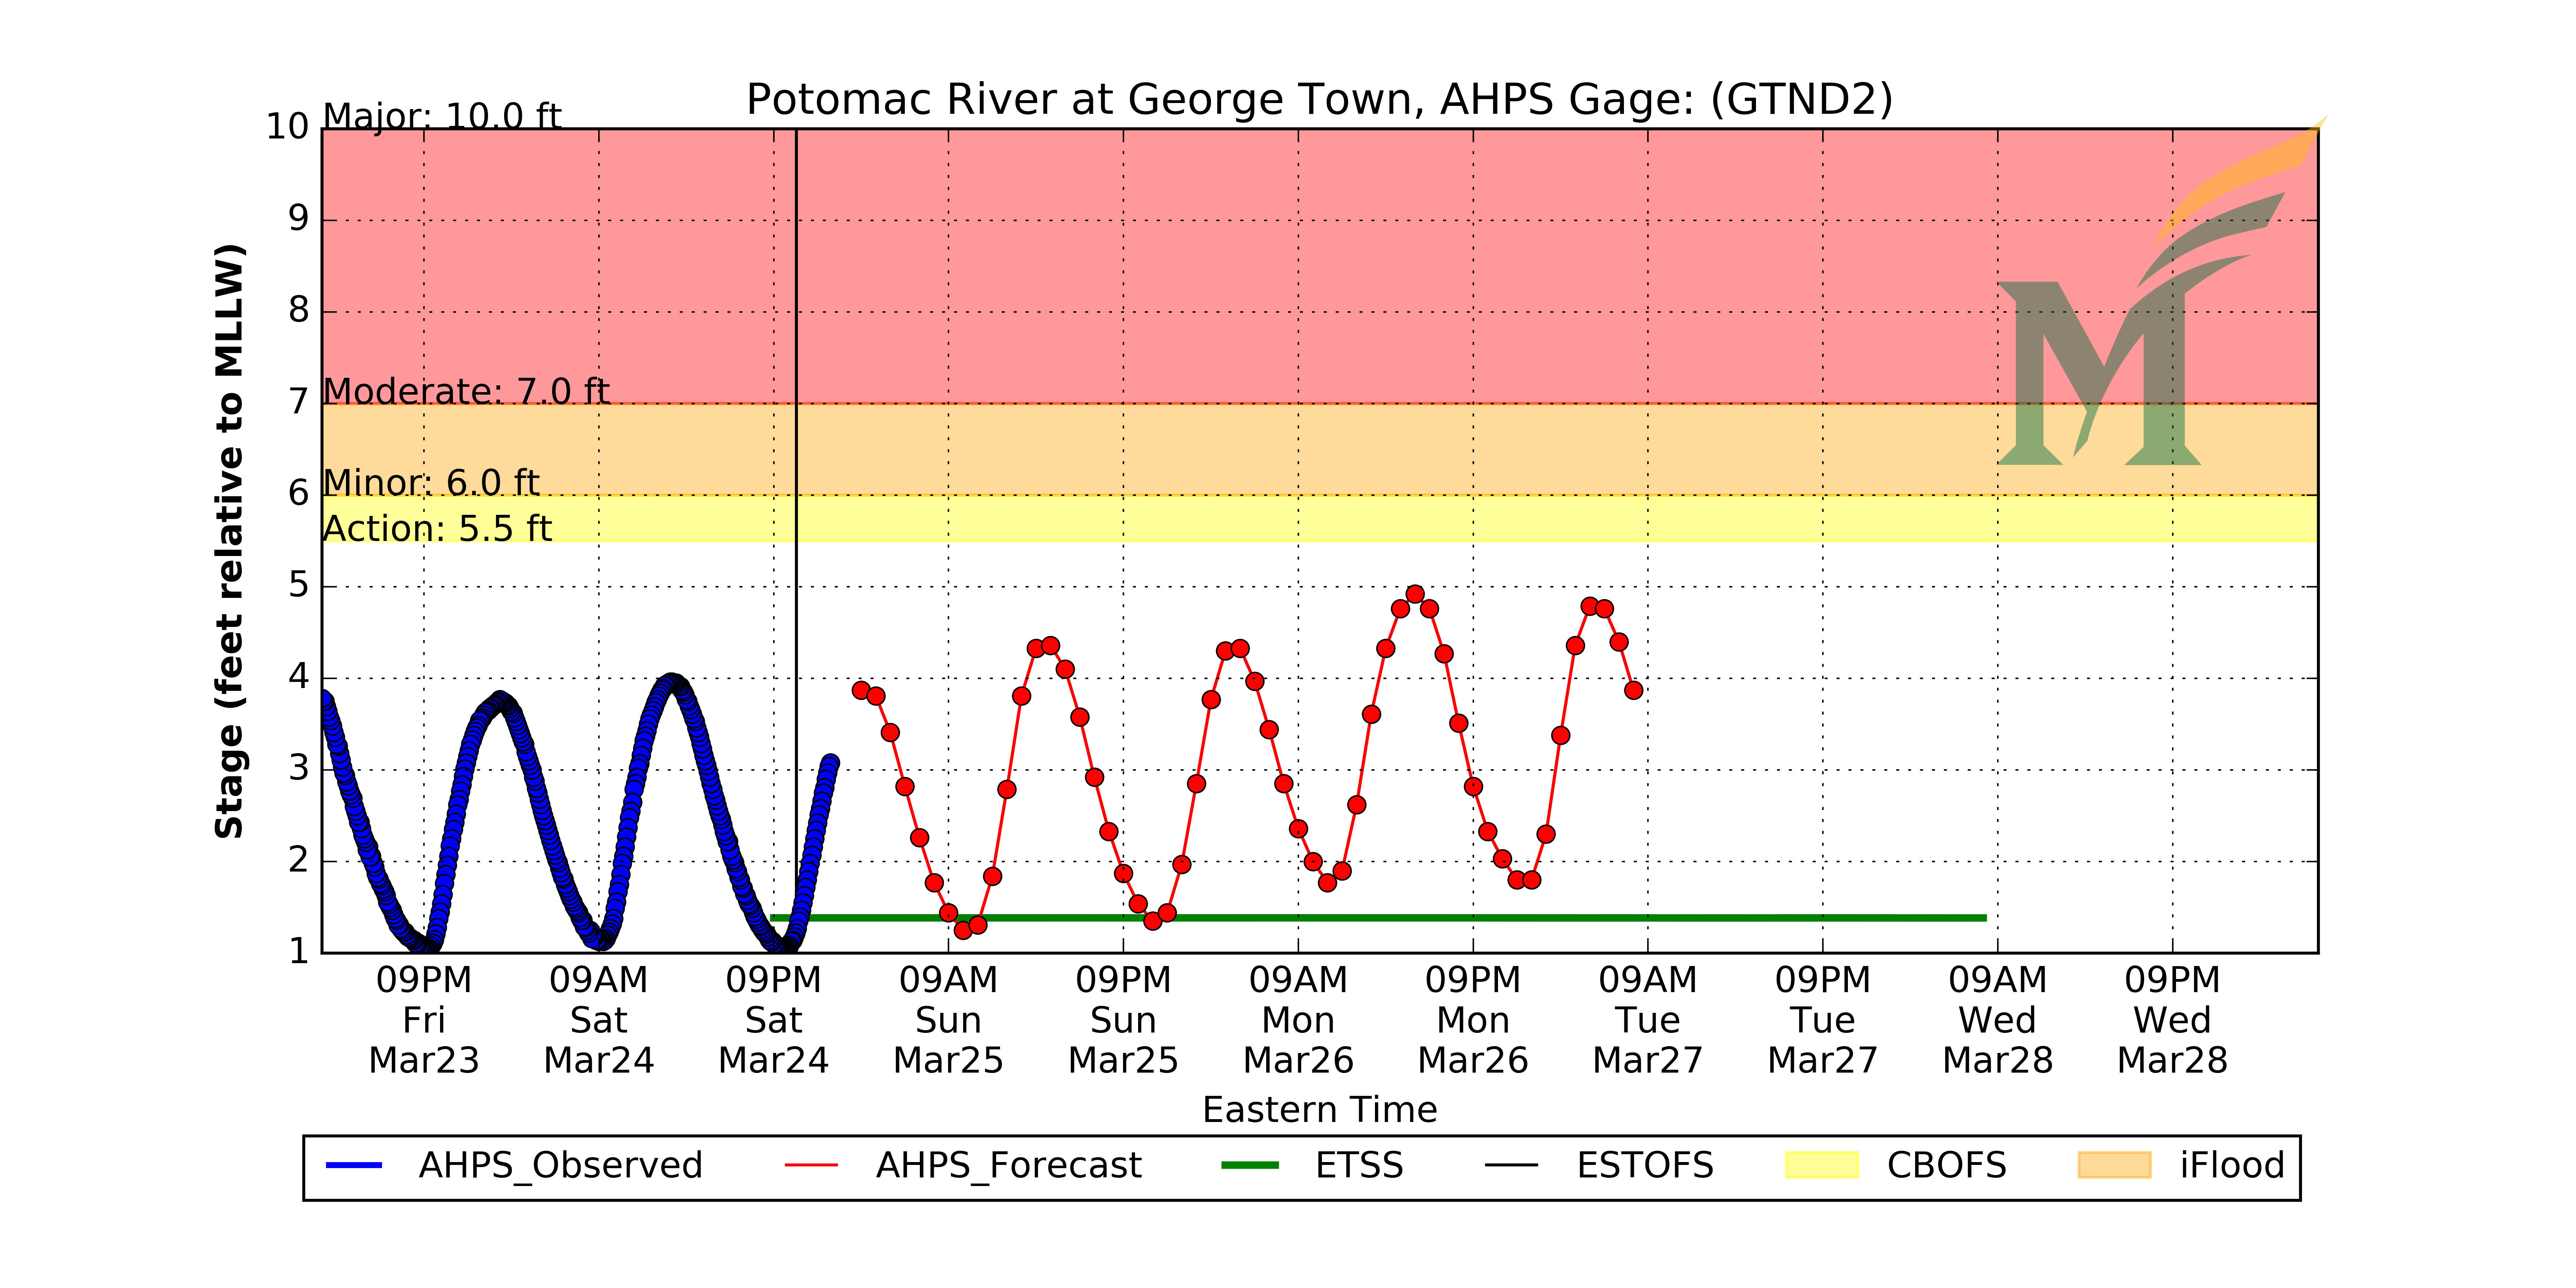 Potomac River at George Town, AHPS Gage: (GTND2)
Major: 10.0 ft
Moderate: 7.0 ft
Minor: 6.0 ft
Action: 5.5 ft
Stage (feet relative to MLLW)
10
9
8
7
6
5
4
3
2
1
09PM 09AM 09PM 09AM 09PM 09AM 09PM 09AM 09PM 09AM 09PM
Fri Sat Sat Sun Sun Mon Mon Tue Tue Wed Wed
Mar23 Mar24 Mar24 Mar25 Mar25 Mar26 Mar26 Mar27 Mar27 Mar28 Mar28
Eastern Time
AHPS_Observed AHPS_Forecast ETSS ESTOFS CBOFS iFlood
M